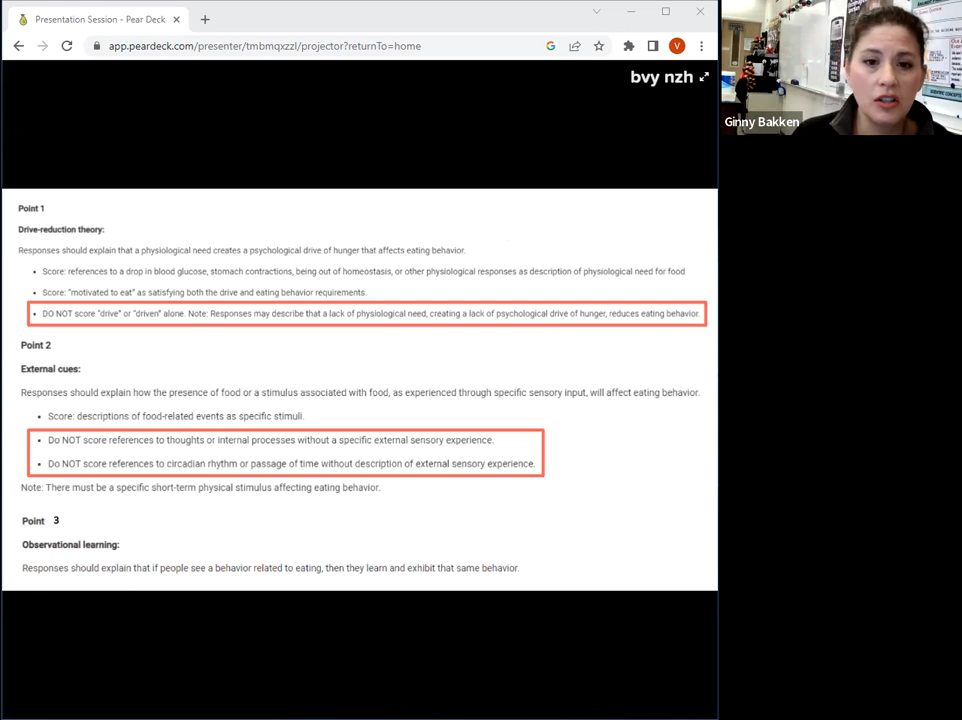 Presentation Session - Pear Deck
app.peardeck.com/presenter/tmbmqxzzl/projector?returnTo=home
V
bvy nzh
Ginny Bakken
Point 1
Drive-reduction theory:
Responses should explain that a physiological need creates a psychological drive of hunger that affects eating behavior.
• Score: references to a drop in blood glucose, stomach contractions, being out of homeostasis, or other physiological responses as description of physiological need for food
• Score: "motivated to eat" as satisfying both the drive and eating behavior requirements.
• DO NOT score "drive" or "driven" alone. Note: Responses may describe that a lack of physiological need, creating a lack of psychological drive of hunger, reduces eating behavior.
Point 2
External cues:
Responses should explain how the presence of food or a stimulus associated with food, as experienced through specific sensory input, will affect eating behavior.
• Score: descriptions of food-related events as specific stimuli.
• Do NOT score references to thoughts or internal processes without a specific external sensory experience.
• Do NOT score references to circadian rhythm or passage of time without description of external sensory experience.
Note: There must be a specific short-term physical stimulus affecting eating behavior.
Point 3
Observational learning:
Responses should explain that if people see a behavior related to eating, then they learn and exhibit that same behavior.